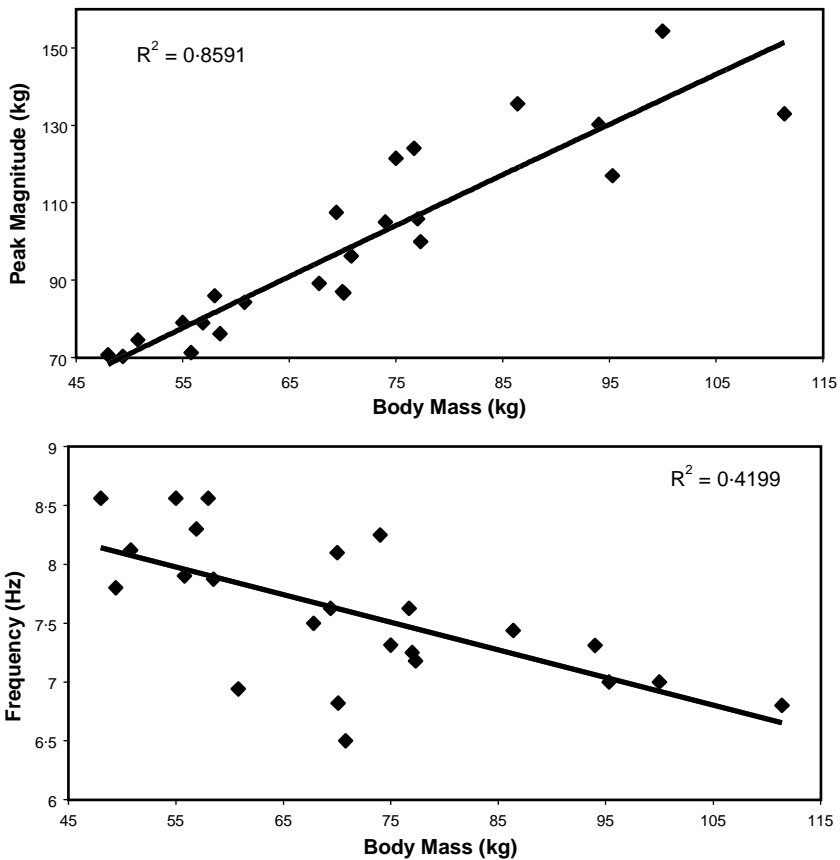 R² = 0·8591
Peak Magnitude (kg)
150
130
110
90
70
45 55 65 75 85 95 105 115
Body Mass (kg)
R² = 0·4199
Frequency (Hz)
9
8·5
8
7·5
7
6·5
6
45 55 65 75 85 95 105 115
Body Mass (kg)